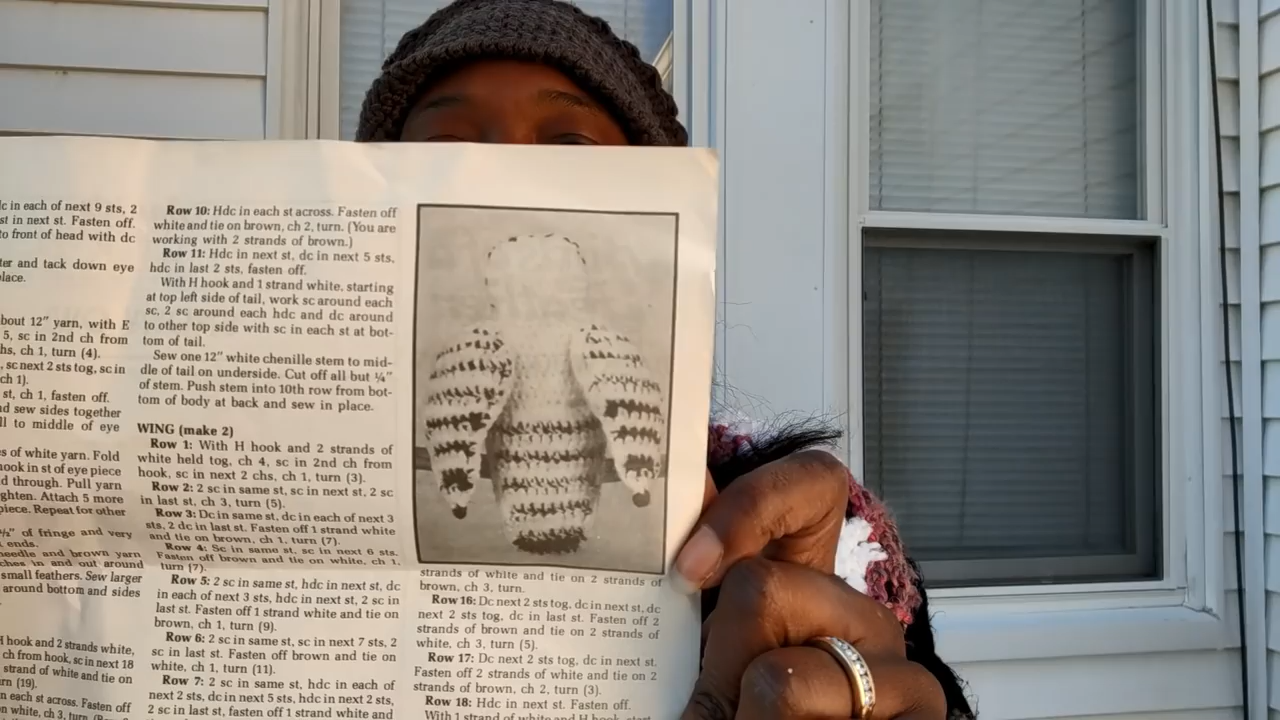 dc in each of next 9 sts, 2
st in next st. Fasten off.
to front of head with dc
ter and tack down eye
place.
about 12" yarn, with E
5, sc in 2nd ch from
hs, ch 1, turn (4).
, sc next 2 sts tog, sc in
ch 1).
st, ch 1, fasten off.
nd sew sides together
ll to middle of eye
es of white yarn. Fold
hook in st of eye piece
d through. Pull yarn
ghten. Attach 5 more
piece. Repeat for other
½" of fringe and very
ends.
needle and brown yarn
ches in and out around
small feathers. Sew larger
around bottom and sides
H hook and 2 strands white,
ch from hook, sc in next 18
strand of white and tie on
rn (19).
n each st across. Fasten off
on white, ch 3, turn
Row 10: Hdc in each st across. Fasten off
white and tie on brown, ch 2, turn. (You are
working with 2 strands of brown.)
Row 11: Hdc in next st, dc in next 5 sts,
hdc in last 2 sts, fasten off.
With H hook and 1 strand white. starting
at top left side of tail, work sc around each
sc, 2 sc around each hdc and dc around
to other top side with sc in each st at bot-
tom of tail.
Sew one 12" white chenille stem to mid-
dle of tail on underside. Cut off all but ¼"
of stem. Push stem into 10th row from bot-
tom of body at back and sew in place.
WING (make 2)
Row 1: With H hook and 2 strands of
white held tog, ch 4, sc in 2nd ch from
hook, sc in next 2 chs, ch 1, turn (3).
Row 2: 2 sc in same st, sc in next st, 2 sc
in last st, ch 3, turn (5).
Row 3: Dc in same st, dc in each of next 3
sts, 2 dc in last st. Fasten off 1 strand white
and tie on brown, ch 1, turn (7).
Row 4: Sc in same st, sc in next 6 sts.
Fasten off brown and tie on white, ch 1,
turn (7).
Row 5: 2 sc in same st, hdc in next st, dc
in each of next 3 sts, hdc in next st, 2 sc in
last st. Fasten off 1 strand white and tie on
brown, ch 1, turn (9).
Row 6: 2 sc in same st, sc in next 7 sts, 2
sc in last st. Fasten off brown and tie on
white, ch 1, turn (11).
Row 7: 2 sc in same st, hdc in each of
next 2 sts, dc in next 5 sts, hdc in next 2 sts,
2 sc in last st, fasten off 1 strand white and
strands of white and tie on 2 strands of
brown, ch 3, turn.
Row 16: Dc next 2 sts tog, dc in next st, dc
next 2 sts tog, dc in last st. Fasten off 2
strands of brown and tie on 2 strands of
white, ch 3, turn (5).
Row 17: Dc next 2 sts tog, dc in next st.
Fasten off 2 strands of white and tie on 2
strands of brown, ch 2, turn (3).
Row 18: Hdc in next st. Fasten off.
With 1 strand of white and H hook, start